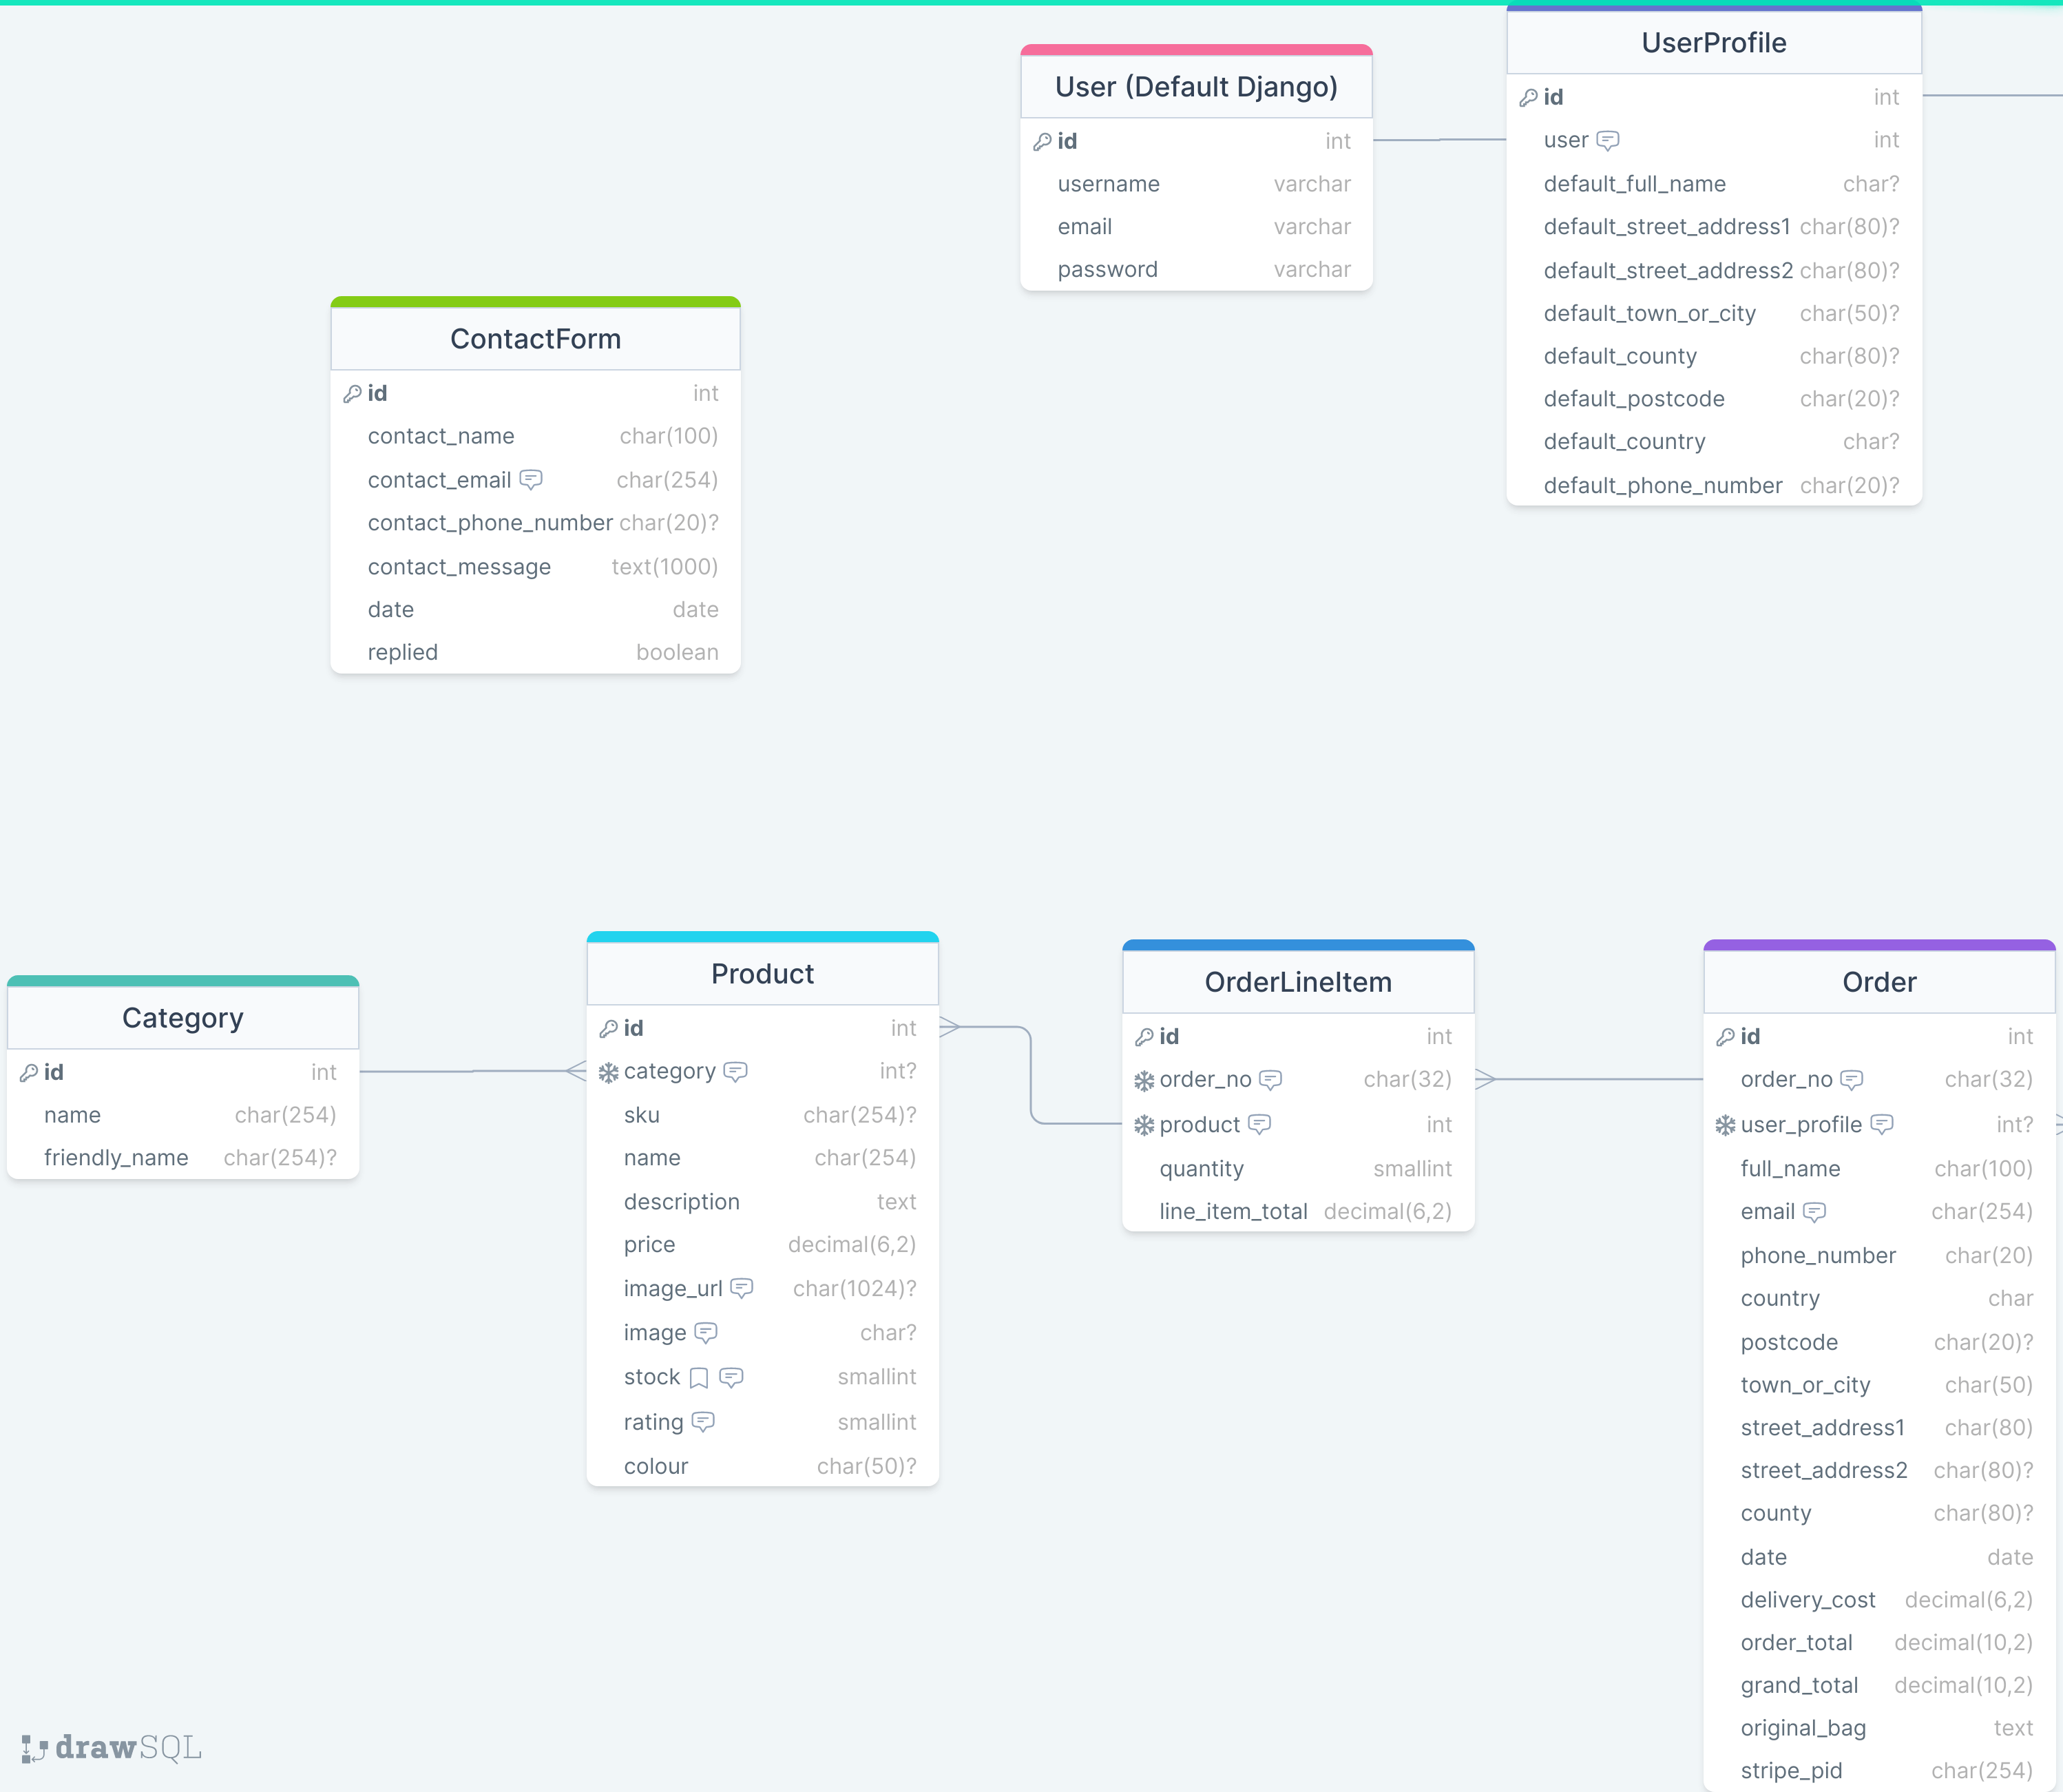 User (Default Django)
id int
username varchar
email varchar
password varchar
UserProfile
id int
user int
default_full_name char?
default_street_address1 char(80)?
default_street_address2 char(80)?
default_town_or_city char(50)?
default_county char(80)?
default_postcode char(20)?
default_country char?
default_phone_number char(20)?
ContactForm
id int
contact_name char(100)
contact_email char(254)
contact_phone_number char(20)?
contact_message text(1000)
date date
replied boolean
Category
id int
name char(254)
friendly_name char(254)?
Product
id int
category int?
sku char(254)?
name char(254)
description text
price decimal(6,2)
image_url char(1024)?
image char?
stock smallint
rating smallint
colour char(50)?
OrderLineItem
id int
order_no char(32)
product int
quantity smallint
line_item_total decimal(6,2)
Order
id int
order_no char(32)
user_profile int?
full_name char(100)
email char(254)
phone_number char(20)
country char
postcode char(20)?
town_or_city char(50)
street_address1 char(80)
street_address2 char(80)?
county char(80)?
date date
delivery_cost decimal(6,2)
order_total decimal(10,2)
grand_total decimal(10,2)
original_bag text
stripe_pid char(254)
drawSQL